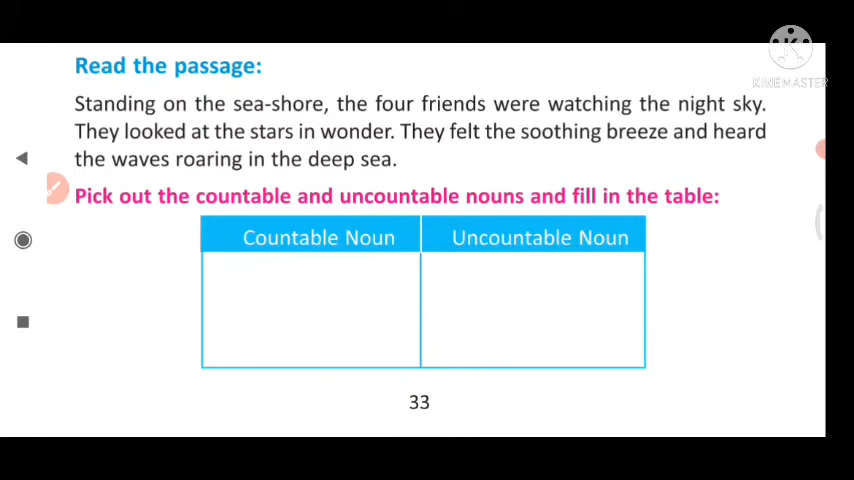 KINEMASTER
Read the passage:
Standing on the sea-shore, the four friends were watching the night sky.
They looked at the stars in wonder. They felt the soothing breeze and heard
the waves roaring in the deep sea.
Pick out the countable and uncountable nouns and fill in the table:
Countable Noun Uncountable Noun
33